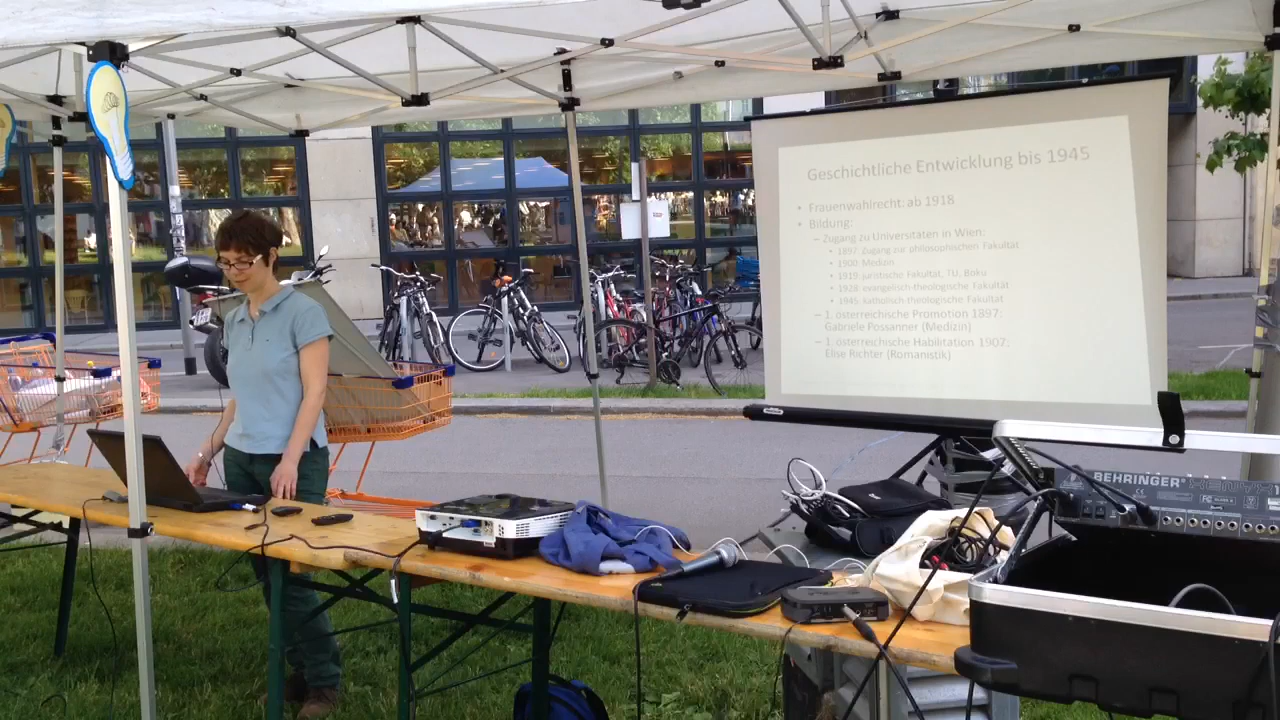 Geschichtliche Entwicklung bis 1945
• Frauenwahlrecht: ab 1918
• Bildung:
– Zugang zu Universitäten in Wien:
• 1897: Zugang zur philosophischen Fakultät
• 1900: Medizin
• 1919: juristische Fakultät, TU, Boku
• 1928: evangelisch-theologische Fakultät
• 1945: katholisch-theologische Fakultät
– 1. österreichische Promotion 1897:
Gabriele Possanner (Medizin)
– 1. österreichische Habilitation 1907:
Elise Richter (Romanistik)
BEHRINGER